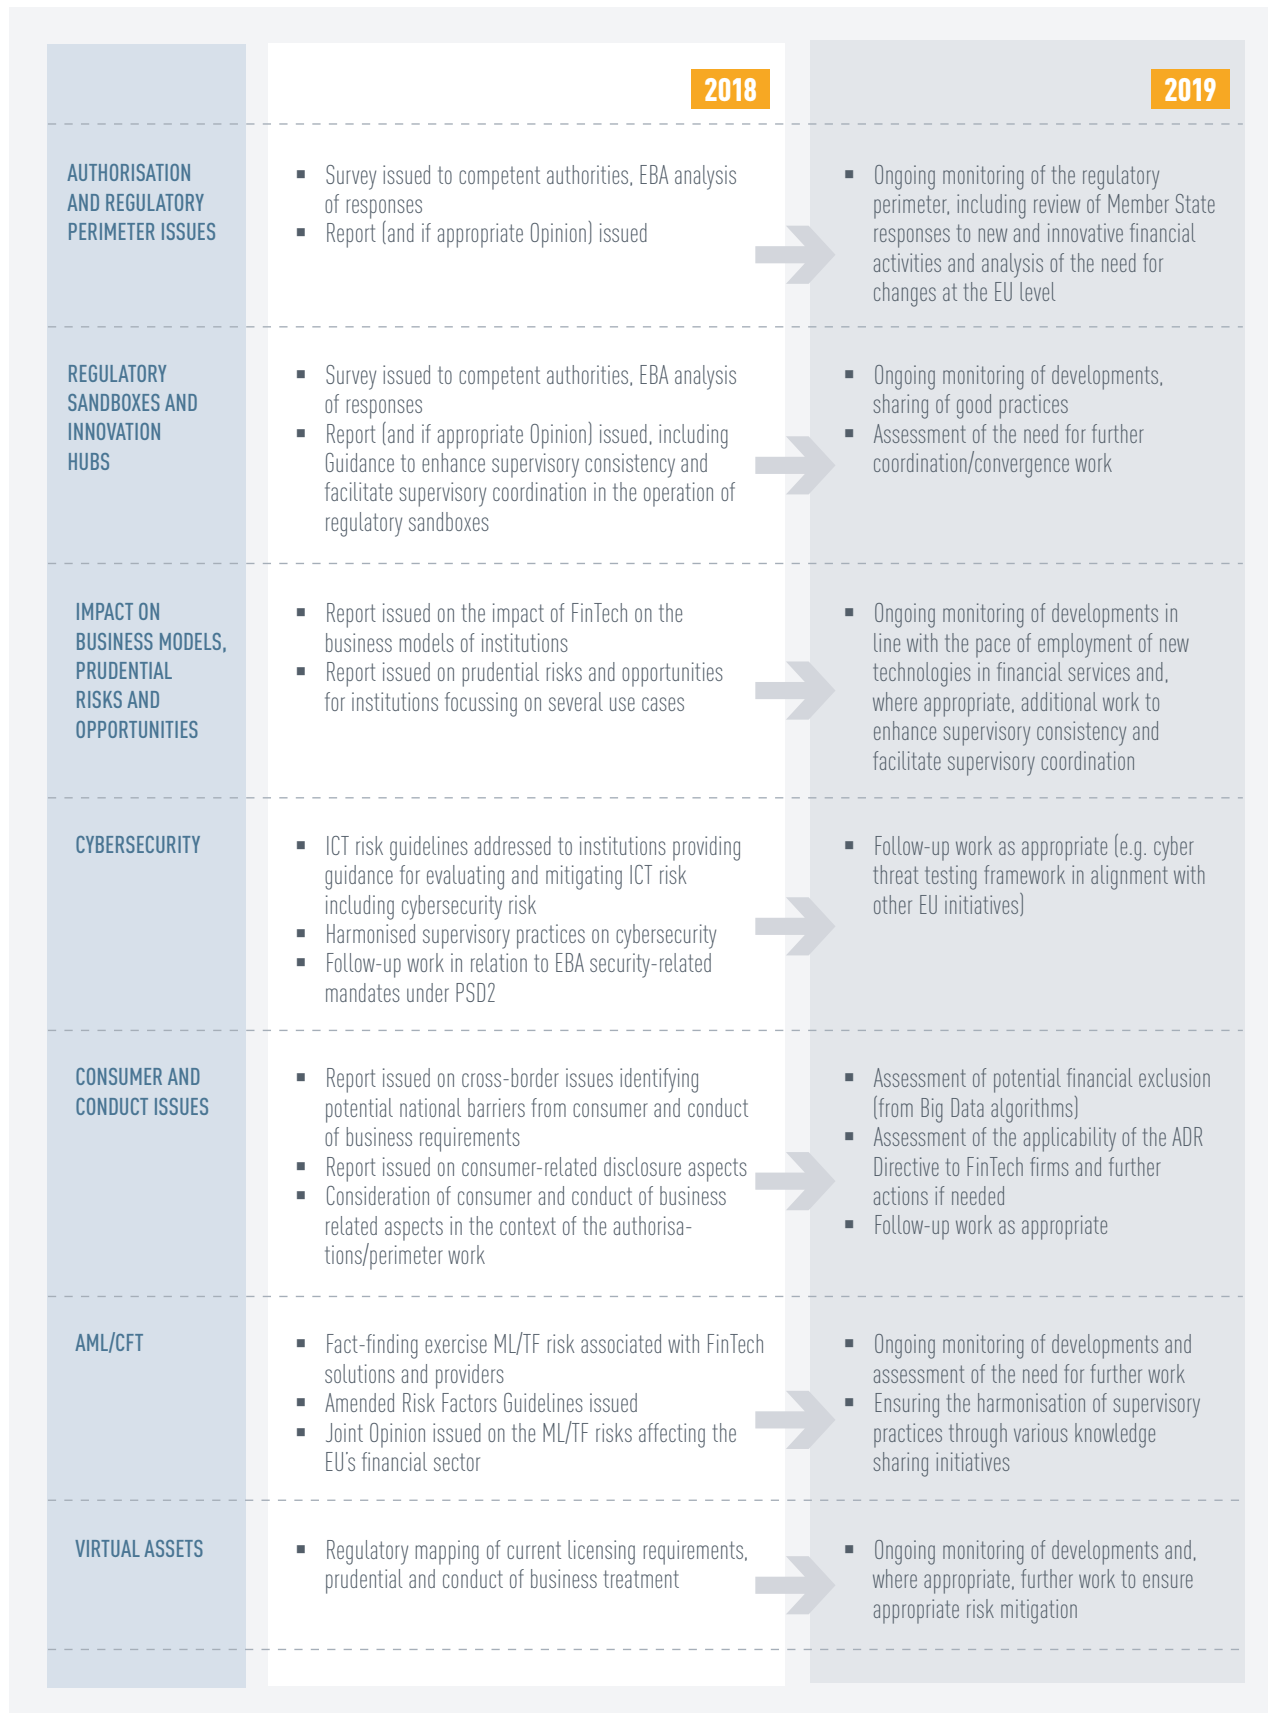 2018
2019
AUTHORISATION
AND REGULATORY
PERIMETER ISSUES
▪ Survey issued to competent authorities, EBA analysis
of responses
▪ Report (and if appropriate Opinion) issued
▪ Ongoing monitoring of the regulatory
perimeter, including review of Member State
responses to new and innovative financial
activities and analysis of the need for
changes at the EU level
REGULATORY
SANDBOXES AND
INNOVATION
HUBS
▪ Survey issued to competent authorities, EBA analysis
of responses
▪ Report (and if appropriate Opinion) issued, including
Guidance to enhance supervisory consistency and
facilitate supervisory coordination in the operation of
regulatory sandboxes
▪ Ongoing monitoring of developments,
sharing of good practices
▪ Assessment of the need for further
coordination/convergence work
IMPACT ON
BUSINESS MODELS,
PRUDENTIAL
RISKS AND
OPPORTUNITIES
▪ Report issued on the impact of FinTech on the
business models of institutions
▪ Report issued on prudential risks and opportunities
for institutions focussing on several use cases
▪ Ongoing monitoring of developments in
line with the pace of employment of new
technologies in financial services and,
where appropriate, additional work to
enhance supervisory consistency and
facilitate supervisory coordination
CYBERSECURITY
▪ ICT risk guidelines addressed to institutions providing
guidance for evaluating and mitigating ICT risk
including cybersecurity risk
▪ Harmonised supervisory practices on cybersecurity
▪ Follow-up work in relation to EBA security-related
mandates under PSD2
▪ Follow-up work as appropriate (e.g. cyber
threat testing framework in alignment with
other EU initiatives)
CONSUMER AND
CONDUCT ISSUES
▪ Report issued on cross-border issues identifying
potential national barriers from consumer and conduct
of business requirements
▪ Report issued on consumer-related disclosure aspects
▪ Consideration of consumer and conduct of business
related aspects in the context of the authorisa-
tions/perimeter work
▪ Assessment of potential financial exclusion
(from Big Data algorithms)
▪ Assessment of the applicability of the ADR
Directive to FinTech firms and further
actions if needed
▪ Follow-up work as appropriate
AML/CFT
▪ Fact-finding exercise ML/TF risk associated with FinTech
solutions and providers
▪ Amended Risk Factors Guidelines issued
▪ Joint Opinion issued on the ML/TF risks affecting the
EU's financial sector
▪ Ongoing monitoring of developments and
assessment of the need for further work
▪ Ensuring the harmonisation of supervisory
practices through various knowledge
sharing initiatives
VIRTUAL ASSETS
▪ Regulatory mapping of current licensing requirements,
prudential and conduct of business treatment
▪ Ongoing monitoring of developments and,
where appropriate, further work to ensure
appropriate risk mitigation